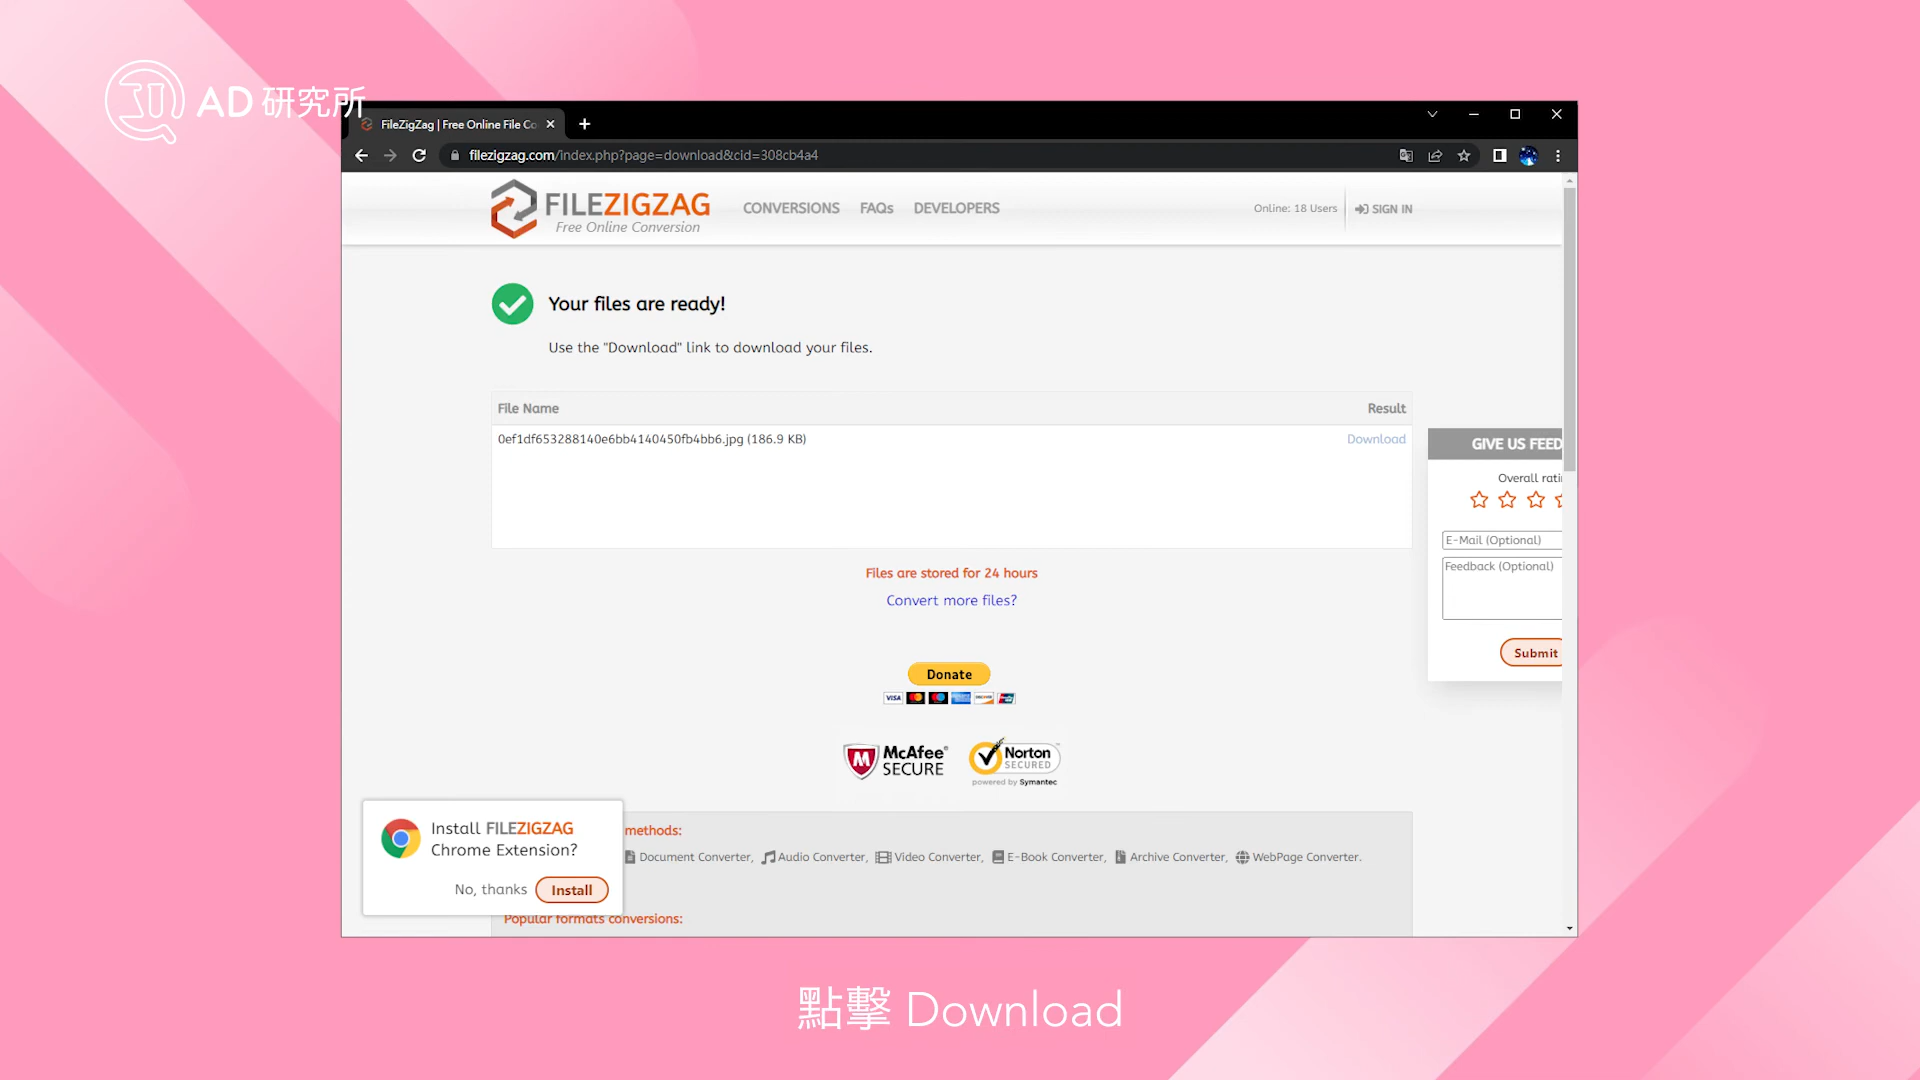 AD 研究所
FileZigZag | Free Online File Co
filezigzag.com/index.php?page=download&cid=308cb4a4
FILEZIGZAG
Free Online Conversion
CONVERSIONS FAQs DEVELOPERS
Online: 18 Users
SIGN IN
Your files are ready!
Use the "Download" link to download your files.
File Name Result
0ef1df653288140e6bb4140450fb4bb6.jpg (186.9 KB) Download
GIVE US FEED
Overall rati
E-Mail (Optional)
Feedback (Optional)
Submit
Files are stored for 24 hours
Convert more files?
Donate
VISA
McAfee
SECURE
Norton
SECURED
powered by Symantec
Install FILEZIGZAG
Chrome Extension?
No, thanks Install
methods:
Document Converter, Audio Converter, Video Converter, E-Book Converter, Archive Converter, WebPage Converter.
Popular formats conversions:
點擊 Download